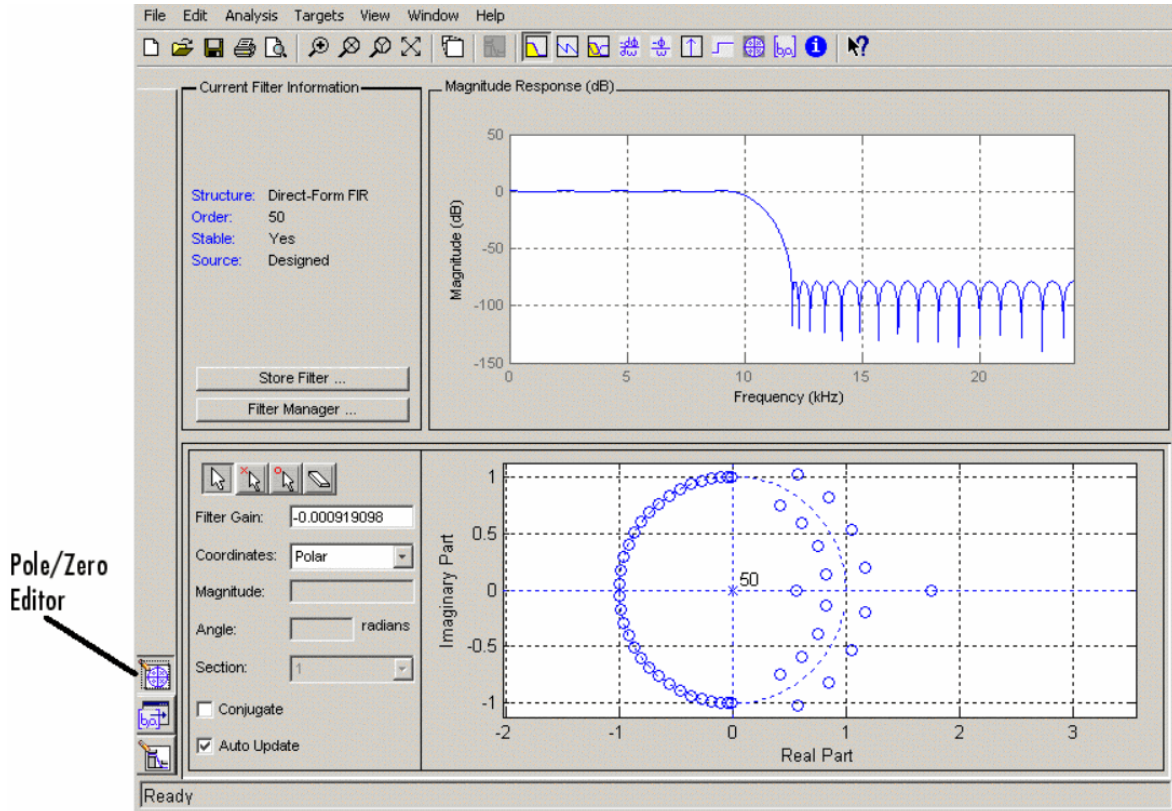 File Edit Analysis Targets View Window Help
Current Filter Information
Structure: Direct-Form FIR
Order: 50
Stable: Yes
Source: Designed
Store Filter ...
Filter Manager ...
Magnitude Response (dB)
Magnitude (dB)
50
0
-50
-100
-150
0 5 10 15 20
Frequency (kHz)
Filter Gain: -0.000919098
Coordinates: Polar
Magnitude:
Angle: radians
Section: 1
Conjugate
Auto Update
Imaginary Part
1
0.5
0
-0.5
-1
50
-2 -1 0 1 2 3
Real Part
Pole/Zero
Editor
[b,a]
[b,a]
Ready